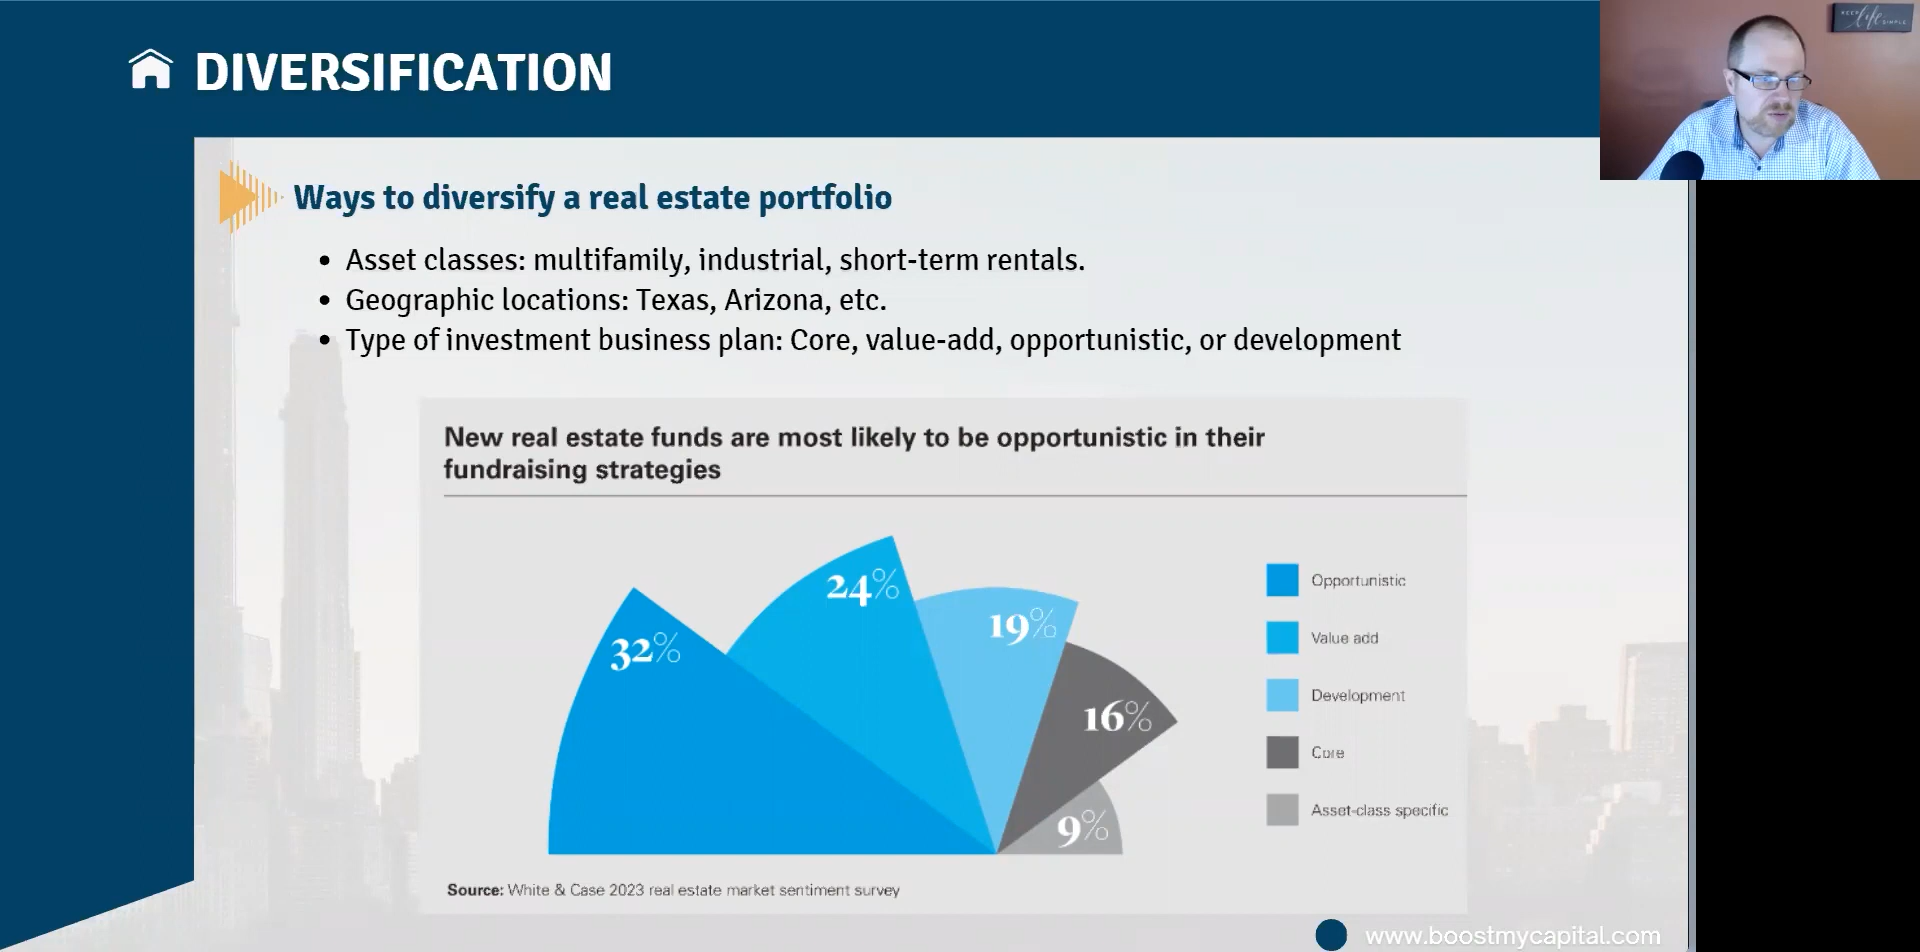 DIVERSIFICATION
KEEP
life
SIMPLE
Ways to diversify a real estate portfolio
• Asset classes: multifamily, industrial, short-term rentals.
• Geographic locations: Texas, Arizona, etc.
• Type of investment business plan: Core, value-add, opportunistic, or development
New real estate funds are most likely to be opportunistic in their
fundraising strategies
32%
24%
19%
16%
9%
Opportunistic
Value add
Development
Core
Asset-class specific
Source: White & Case 2023 real estate market sentiment survey
www.boostmycapital.com